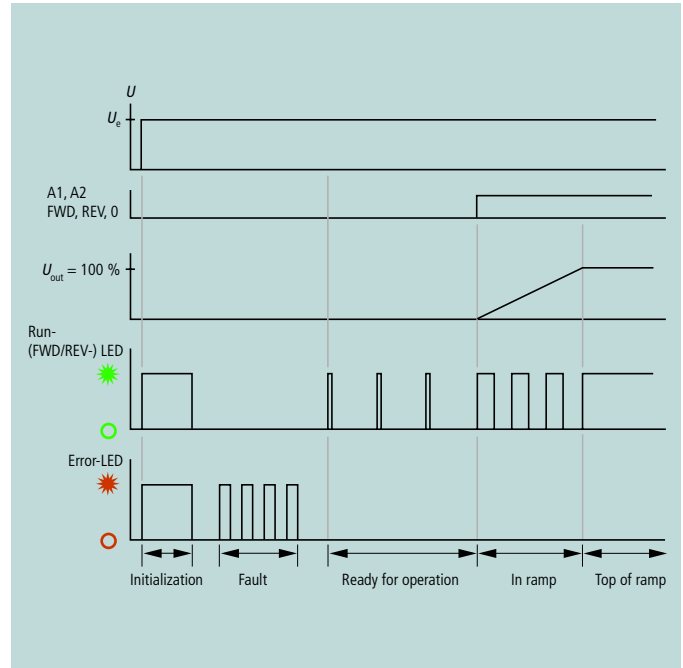 U
Ue
A1, A2
FWD, REV, 0
Uout = 100 %
Run-
(FWD/REV-) LED
Error-LED
Initialization
Fault
Ready for operation
In ramp
Top of ramp